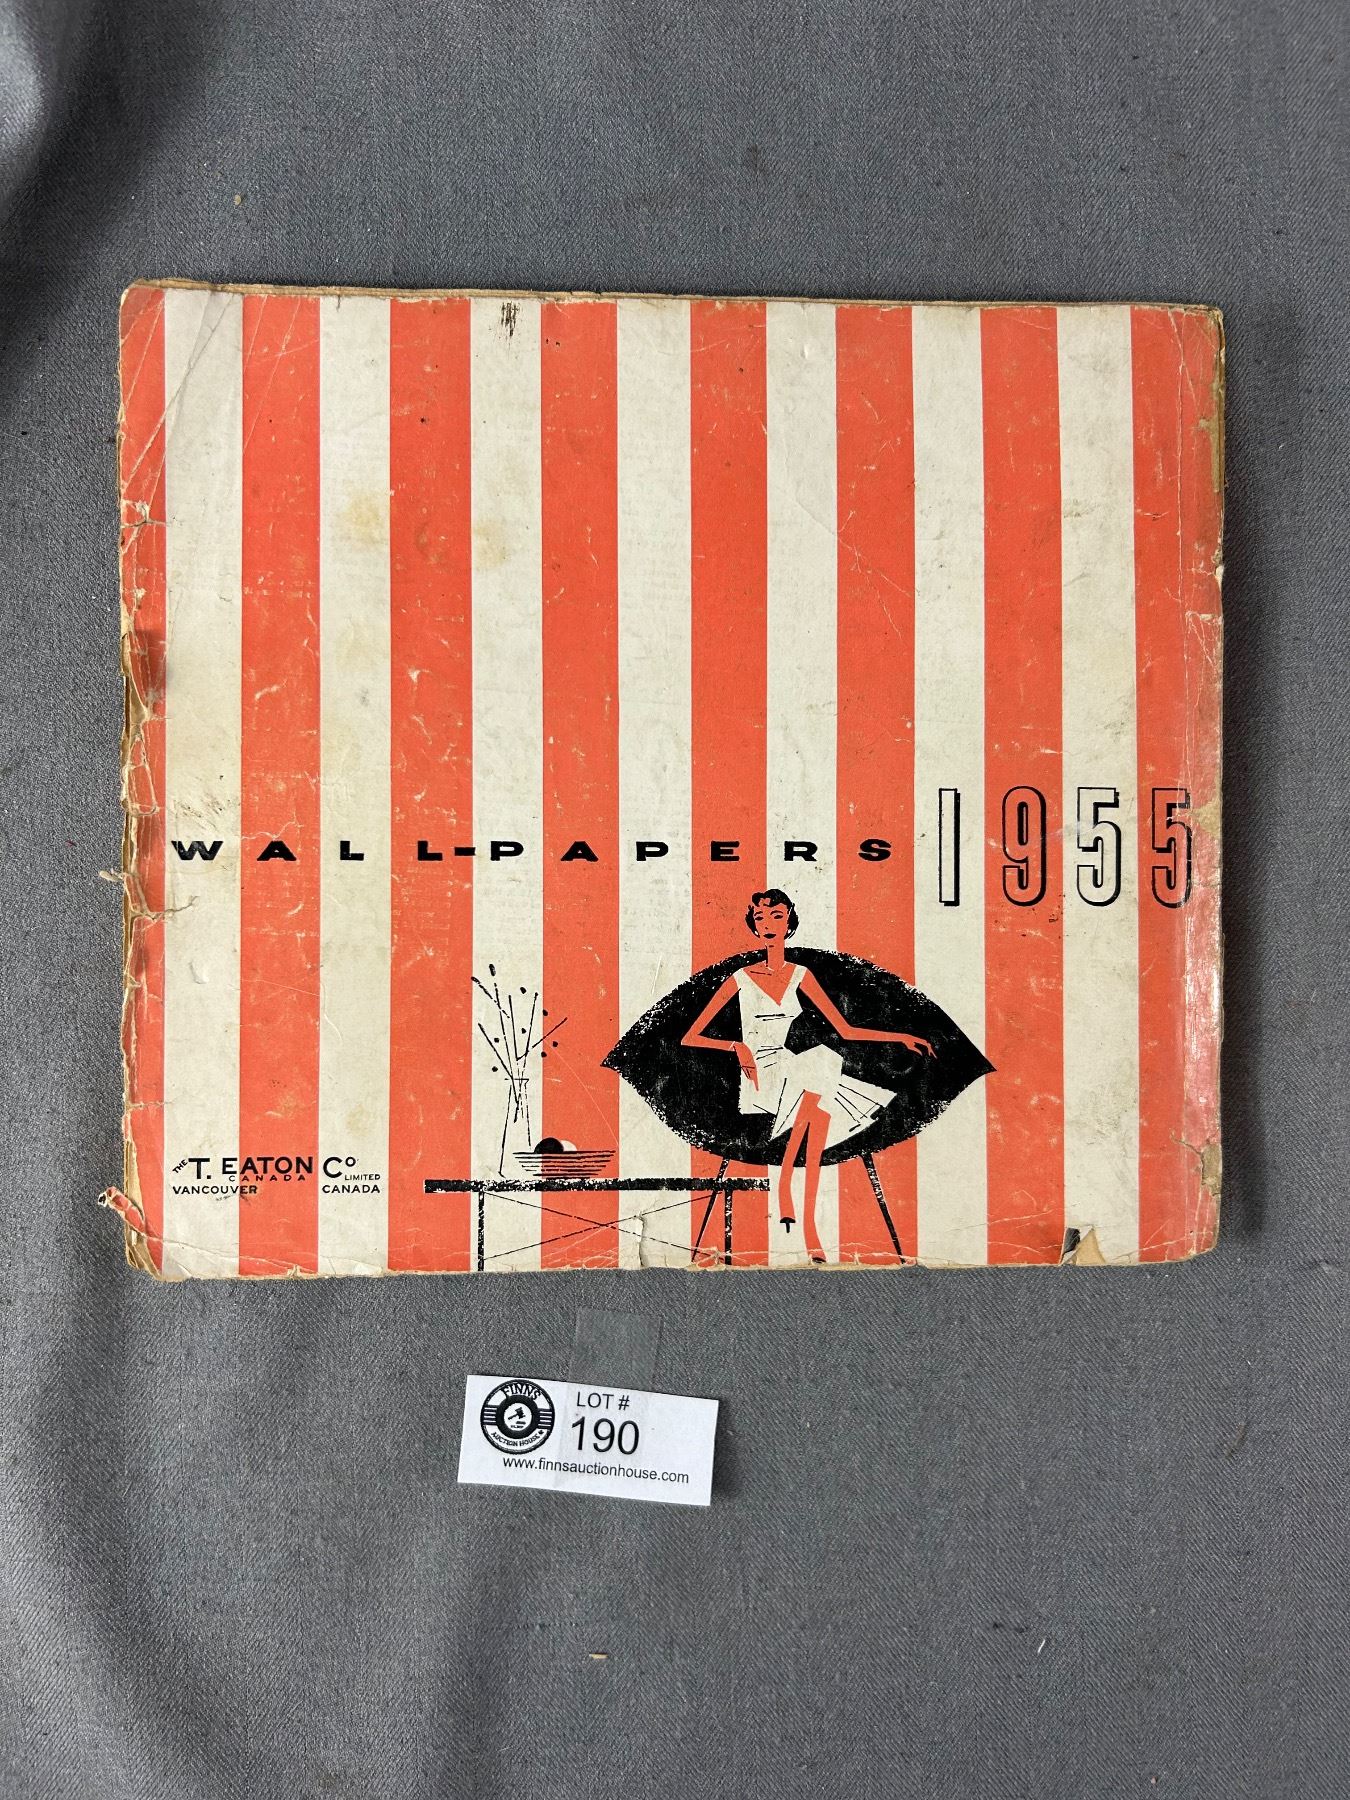 WALL-PAPERS 1955
THE T. EATON Co
CANADA LIMITED
VANCOUVER CANADA
FINNS
AUCTION HOUSE
LOT #
190
www.finnsauctionhouse.com